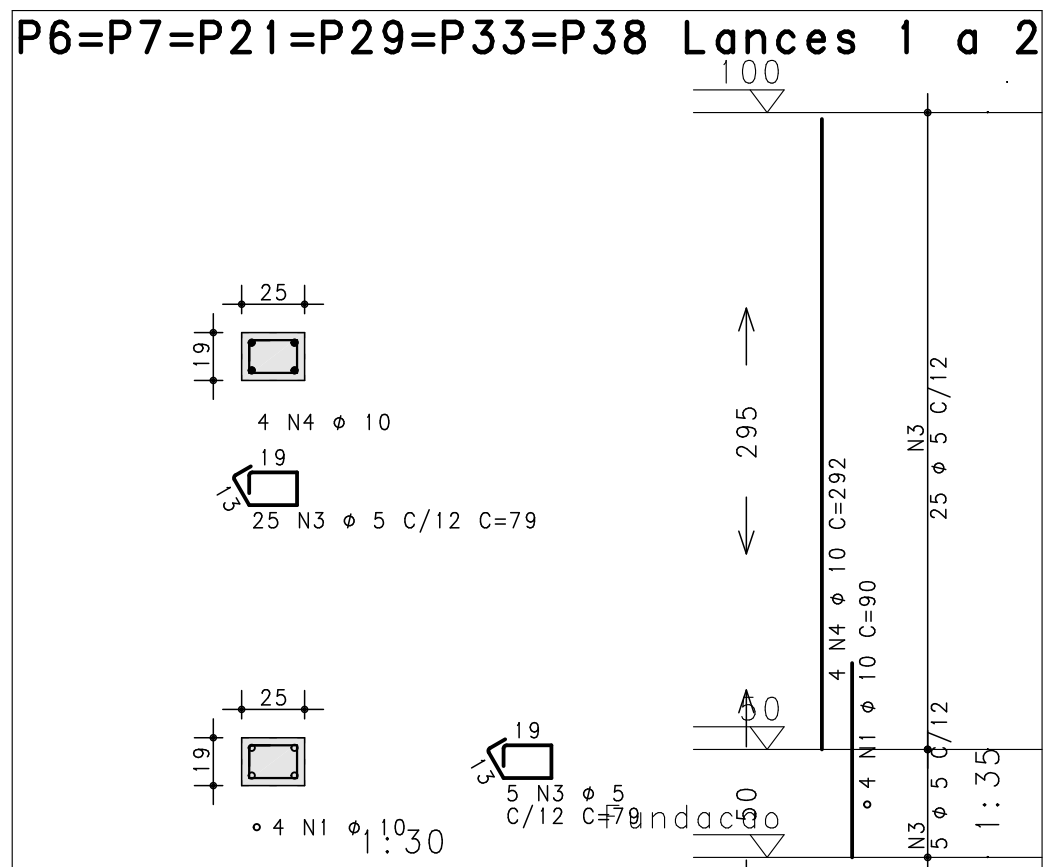 P6=P7=P21=P29=P33=P38 Lances 1 a 2
100
25
19
4 N4 ϕ 10
19
13
25 N3 ϕ 5 C/12 C=79
295
4 N4 ϕ 10 C=292
N3
25 ϕ 5 C/12
4 N1 ϕ 10 C=90
50
25
19
4 N1 ϕ 10
1:30
19
13
5 N3 ϕ 5
C/12 C=79
50
Fundacao
N3
5 ϕ 5 C/12
1:35